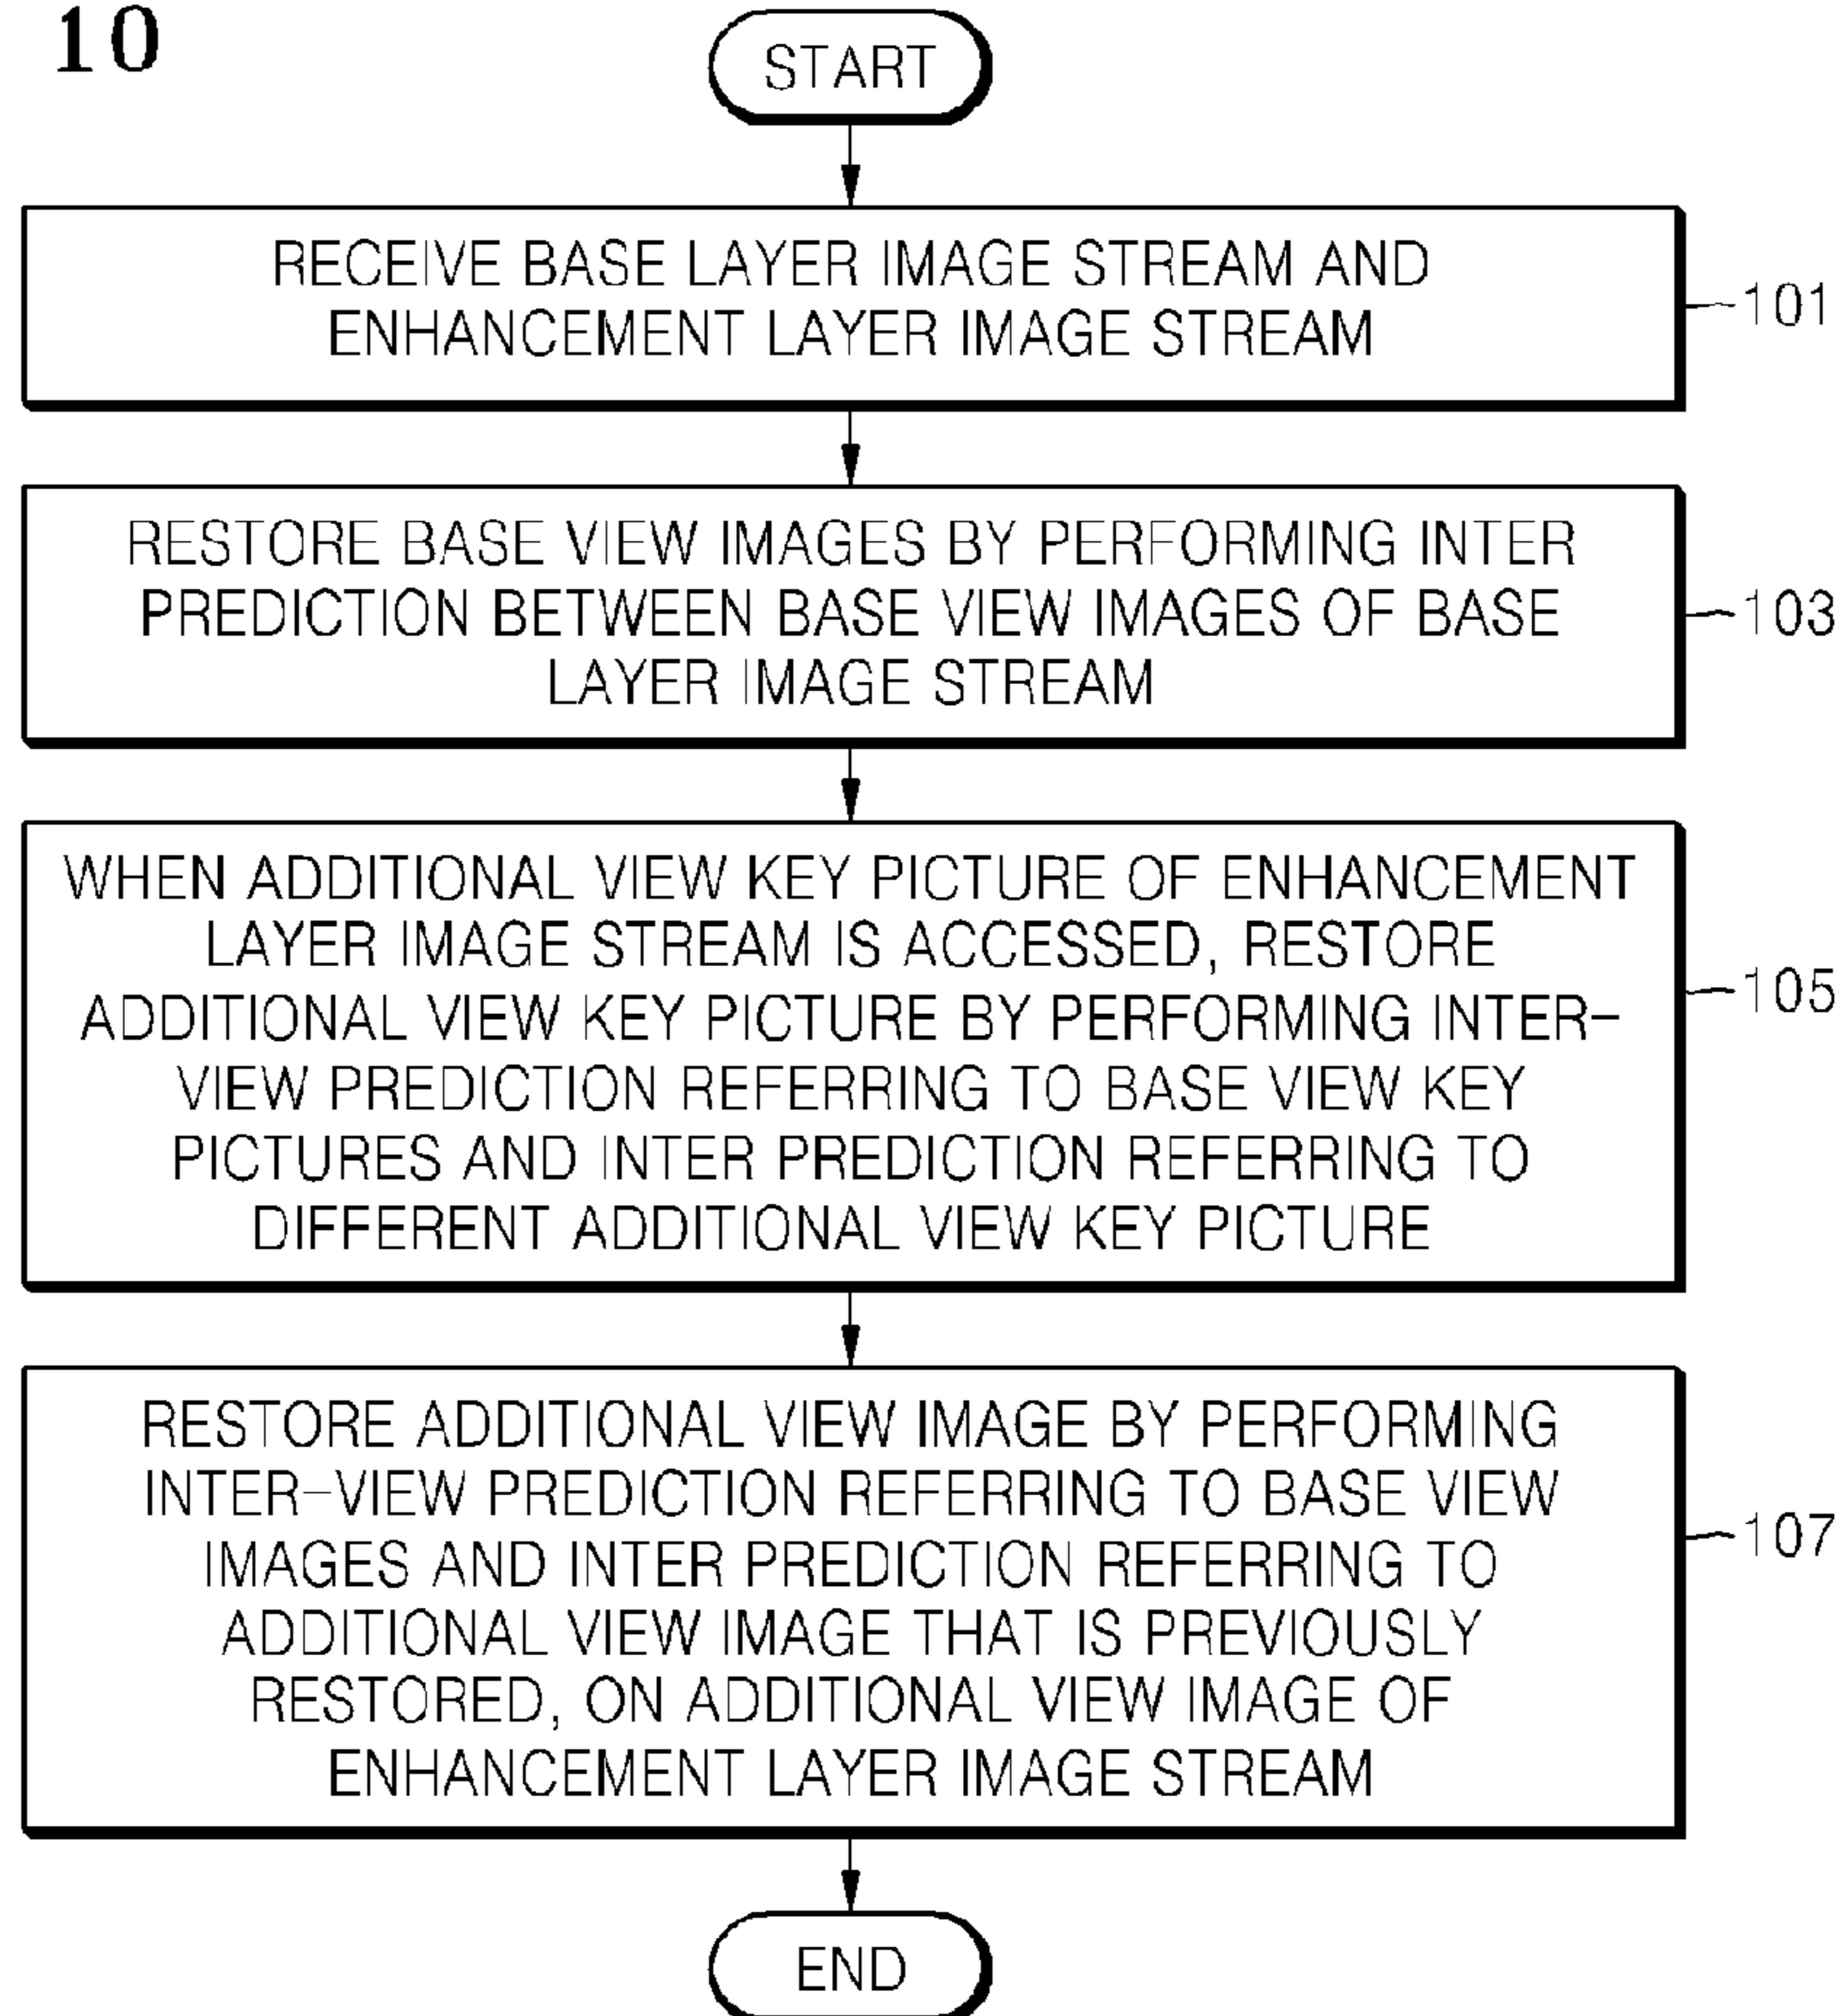 10
START
RECEIVE BASE LAYER IMAGE STREAM AND
ENHANCEMENT LAYER IMAGE STREAM
101
RESTORE BASE VIEW IMAGES BY PERFORMING INTER
PREDICTION BETWEEN BASE VIEW IMAGES OF BASE
LAYER IMAGE STREAM
103
WHEN ADDITIONAL VIEW KEY PICTURE OF ENHANCEMENT
LAYER IMAGE STREAM IS ACCESSED, RESTORE
ADDITIONAL VIEW KEY PICTURE BY PERFORMING INTER-
VIEW PREDICTION REFERRING TO BASE VIEW KEY
PICTURES AND INTER PREDICTION REFERRING TO
DIFFERENT ADDITIONAL VIEW KEY PICTURE
105
RESTORE ADDITIONAL VIEW IMAGE BY PERFORMING
INTER-VIEW PREDICTION REFERRING TO BASE VIEW
IMAGES AND INTER PREDICTION REFERRING TO
ADDITIONAL VIEW IMAGE THAT IS PREVIOUSLY
RESTORED, ON ADDITIONAL VIEW IMAGE OF
ENHANCEMENT LAYER IMAGE STREAM
107
END